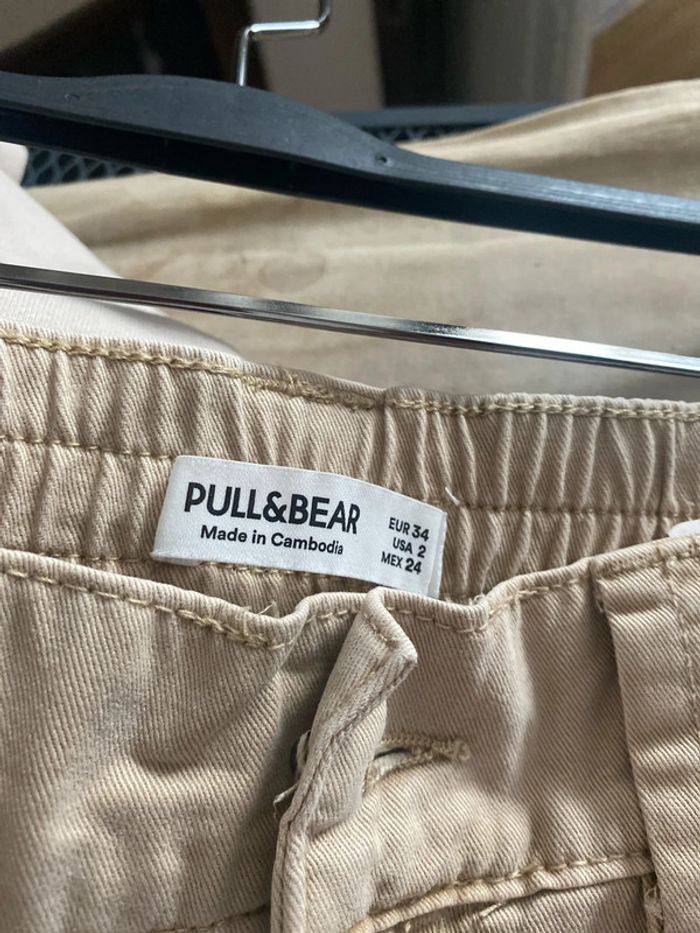 PULL&BEAR
Made in Cambodia
EUR 34
USA 2
MEX 24